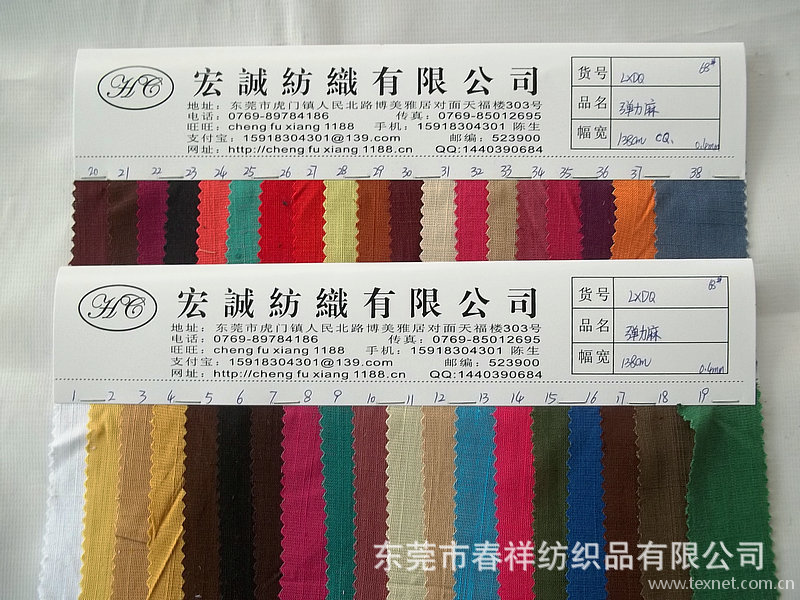 HC
宏誠紡織有限公司
地址：东莞市虎门镇人民北路博美雅居对面天福楼303号
电话：0769-89784186 传真：0769-85012695
旺旺：cheng fu xiang 1188 手机：15918304301 陈生
支付宝：15918304301@139.com 邮编：523900
网址：http://cheng fu xiang 1188.cn QQ:1440390684
货号 LXDQ 68#
品名 弹力麻
幅宽 138cm CQ. 0.4mm
20 21 22 23 24 25 26 27 28 29 30 31 32 33 34 35 36 37 38
HC
宏誠紡織有限公司
地址：东莞市虎门镇人民北路博美雅居对面天福楼303号
电话：0769-89784186 传真：0769-85012695
旺旺：cheng fu xiang 1188 手机：15918304301 陈生
支付宝：15918304301@139.com 邮编：523900
网址：http://cheng fu xiang 1188.cn QQ:1440390684
货号 LXDQ 68#
品名 弹力麻
幅宽 138cm 0.4mm
1 2 3 4 5 6 7 8 9 10 11 12 13 14 15 16 17 18 19
东莞市春祥纺织品有限公司
www.texnet.com.cn